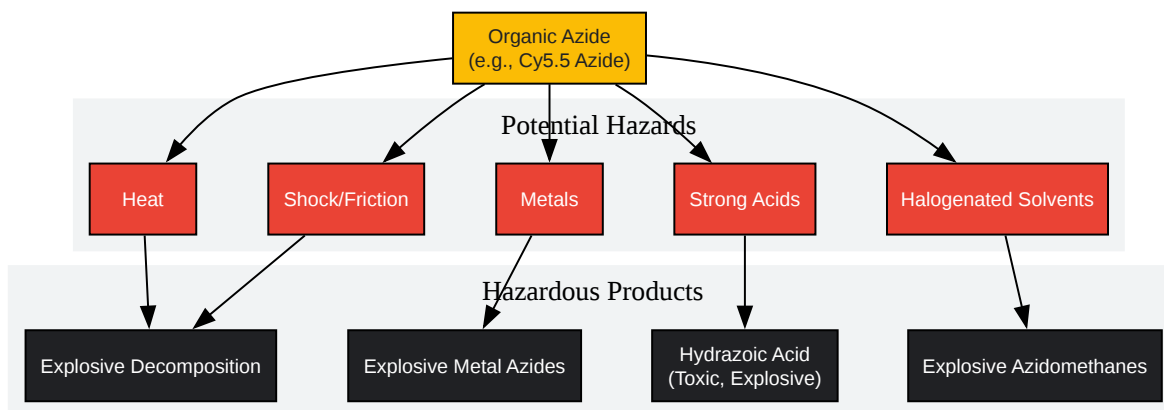 Organic Azide
(e.g., Cy5.5 Azide)
Potential Hazards
Heat
Shock/Friction
Metals
Strong Acids
Halogenated Solvents
Hazardous Products
Explosive Decomposition
Explosive Metal Azides
Hydrazoic Acid
(Toxic, Explosive)
Explosive Azidomethanes